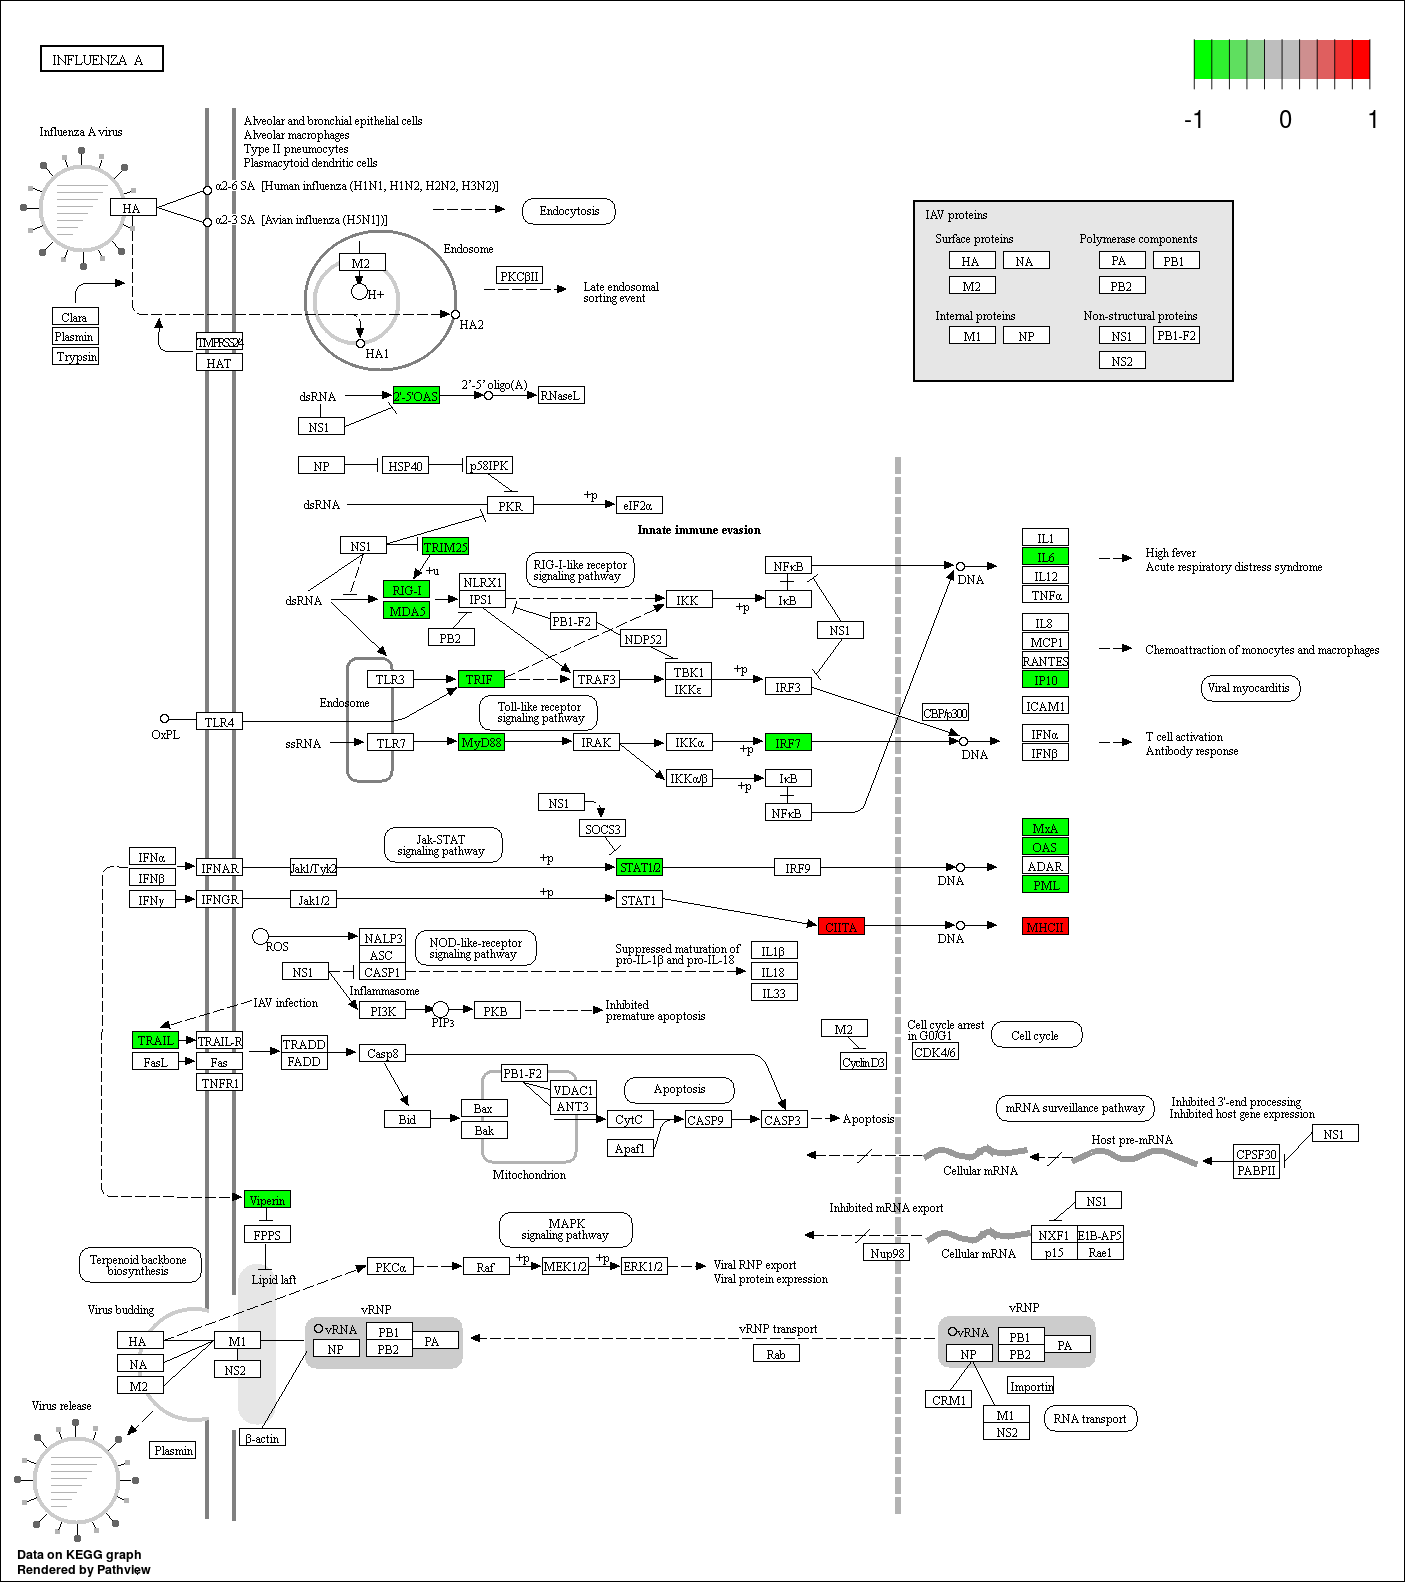 INFLUENZA A
-1 0 1
Influenza A virus
Alveolar and bronchial epithelial cells
Alveolar macrophages
Type II pneumocytes
Plasmacytoid dendritic cells
α2-6 SA [Human influenza (H1N1, H1N2, H2N2, H3N2)]
HA
α2-3 SA [Avian influenza (H5N1])]
Endocytosis
IAV proteins
Surface proteins
HA NA
M2
Polymerase components
PA PB1
PB2
Internal proteins
M1 NP
Non-structural proteins
NS1 PB1-F2
NS2
Endosome
M2
H+
PKCβII
Late endosomal
sorting event
HA2
HA1
Clara
Plasmin
Trypsin
HAT
dsRNA 2'-5'OAS 2'-5' oligo(A) RNaseL
NS1
NP HSP40 p58IPK
dsRNA PKR +p eIF2α
Innate immune evasion
NS1 TRIM25
+u
RIG-I-like receptor
signaling pathway
RIG-I
MDA5
dsRNA
NLRX1
IPS1
IKK +p
NFκB
IκB
DNA
PB2 PB1-F2 NDP52 NS1
IL1
IL6
IL12
TNFα
High fever
Acute respiratory distress syndrome
IL8
MCP1
RANTES
IP10
Chemoattraction of monocytes and macrophages
Viral myocarditis
ICAM1
IFNα
IFNβ
T cell activation
Antibody response
TLR3 TRIF TRAF3
TBK1
IKKε
+p IRF3
Endosome
Toll-like receptor
signaling pathway
CBP/p300
OxPL TLR4
ssRNA TLR7 MyD88 IRAK IKKα +p IRF7 DNA
IKKα/β +p IκB
NFκB
NS1
SOCS3
Jak-STAT
signaling pathway
IFNα
IFNβ
IFNAR Jak1/Tyk2 +p STAT1/2 IRF9 DNA
MxA
OAS
ADAR
PML
IFNγ IFNGR Jak1/2 +p STAT1
CIITA DNA MHCII
ROS
NALP3
ASC
CASP1
NOD-like-receptor
signaling pathway
NS1
Inflammasome
Suppressed maturation of
pro-IL-1β and pro-IL-18
IL1β
IL18
IL33
IAV infection
PI3K PIP3 PKB
Inhibited
premature apoptosis
TRAIL TRAIL-R
FasL Fas
TNFR1
TRADD
FADD
Casp8
M2
CyclinD3
Cell cycle arrest
in G0/G1
CDK4/6
Cell cycle
PB1-F2
VDAC1
ANT3
Apoptosis
Bid
Bax
Bak
CytC CASP9 CASP3 Apoptosis
Apaf1
Mitochondrion
mRNA surveillance pathway
Inhibited 3'-end processing
Inhibited host gene expression
NS1
Host pre-mRNA
CPSF30
PABPII
Cellular mRNA
Viperin
FPPS
Lipid laft
Terpenoid backbone
biosynthesis
MAPK
signaling pathway
Inhibited mRNA export
NS1
Nup98
Cellular mRNA
NXF1 E1B-AP5
p15 Rae1
PKCα Raf +p MEK1/2 +p ERK1/2
Viral RNP export
Viral protein expression
Virus budding
HA
NA
M2
M1
NS2
vRNP
vRNA
NP
PB1
PB2
PA
vRNP transport
Rab
vRNP
vRNA
NP
PB1
PB2
PA
CRM1
Importin
M1
NS2
RNA transport
Virus release
Plasmin
β-actin
Data on KEGG graph
Rendered by Pathview